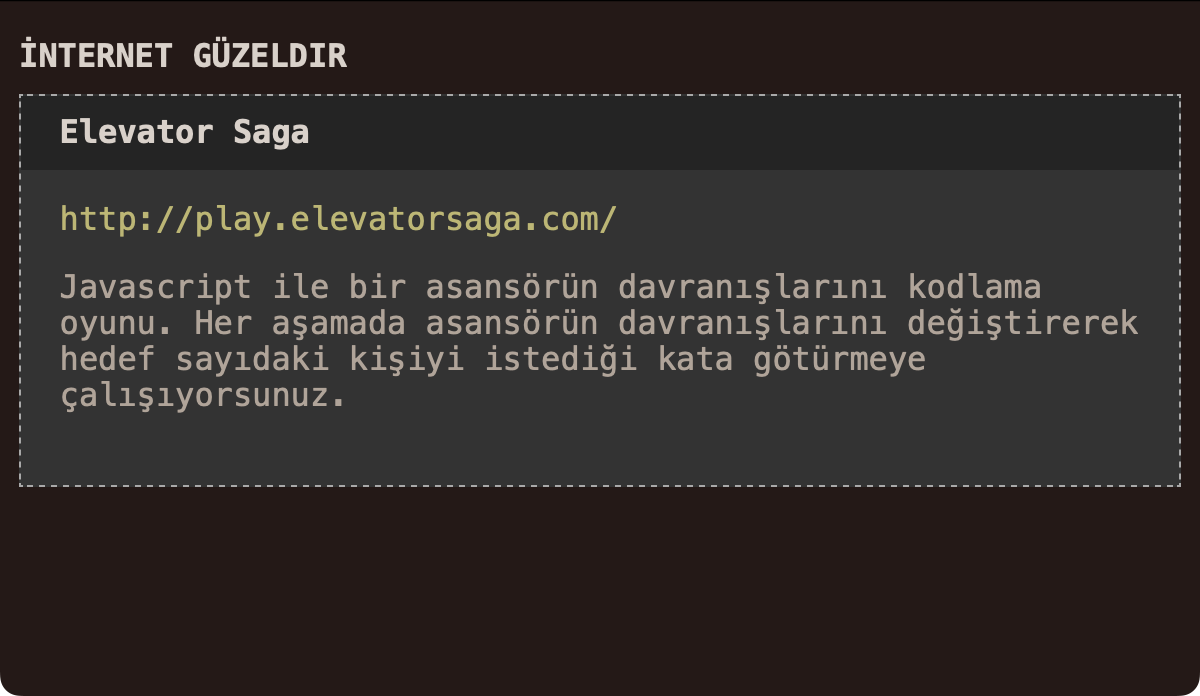 İNTERNET GÜZELDIR
Elevator Saga
http://play.elevatorsaga.com/
Javascript ile bir asansörün davranışlarını kodlama
oyunu. Her aşamada asansörün davranışlarını değiştirerek
hedef sayıdaki kişiyi istediği kata götürmeye
çalışıyorsunuz.